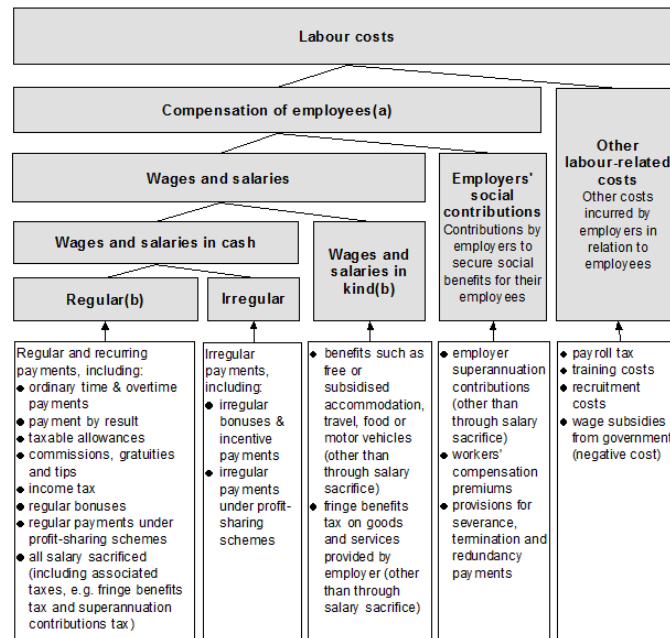 Labour costs
Compensation of employees(a)
Other
labour-related
costs
Other costs
incurred by
employers in
relation to
employees
Wages and salaries
Employers'
social
contributions
Contributions by
employers to
secure social
benefits for their
employees
Wages and salaries in cash
Wages and
salaries in
kind(b)
Regular(b)
Irregular
Regular and recurring
payments, including:
● ordinary time & overtime
payments
● payment by result
● taxable allowances
● commissions, gratuities
and tips
● income tax
● regular bonuses
● regular payments under
profit-sharing schemes
● all salary sacrificed
(including associated
taxes, e.g. fringe benefits
tax and superannuation
contributions tax)
Irregular
payments,
including:
● irregular
bonuses &
incentive
payments
● irregular
payments
under profit-
sharing
schemes
● benefits such as
free or
subsidised
accommodation,
travel, food or
motor vehicles
(other than
through salary
sacrifice)
● fringe benefits
tax on goods
and services
provided by
employer (other
than through
salary sacrifice)
● employer
superannuation
contributions
(other than
through salary
sacrifice)
● workers'
compensation
premiums
● provisions for
severance,
termination and
redundancy
payments
● payroll tax
● training costs
● recruitment
costs
● wage subsidies
from government
(negative cost)